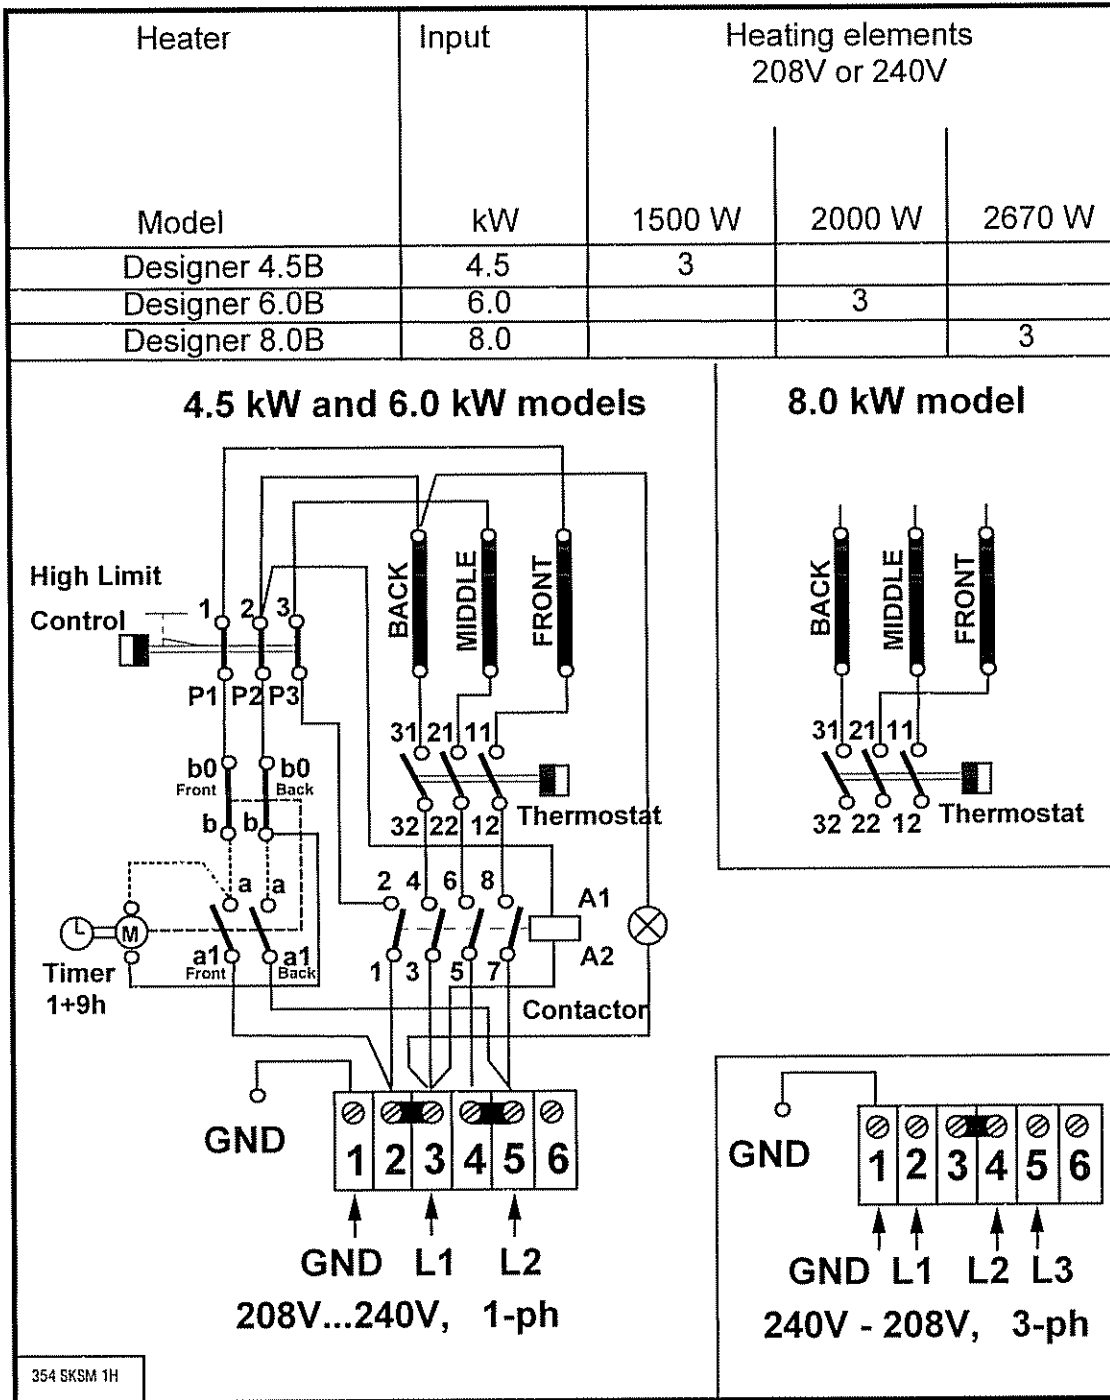 Heater Input Heating elements
208V or 240V
Model kW 1500 W 2000 W 2670 W
Designer 4.5B 4.5 3
Designer 6.0B 6.0 3
Designer 8.0B 8.0 3
4.5 kW and 6.0 kW models
High Limit
Control
1 2 3
P1 P2 P3
BACK
MIDDLE
FRONT
b0 b0
Front Back
b b
31 21 11
Thermostat
32 22 12
a a
2 4 6 8
A1
A2
M
a1 a1
Front Back
Timer
1+9h
1 3 5 7
Contactor
GND
1 2 3 4 5 6
GND L1 L2
208V...240V, 1-ph
354 SKSM 1H
8.0 kW model
BACK
MIDDLE
FRONT
31 21 11
Thermostat
32 22 12
GND
1 2 3 4 5 6
GND L1 L2 L3
240V - 208V, 3-ph